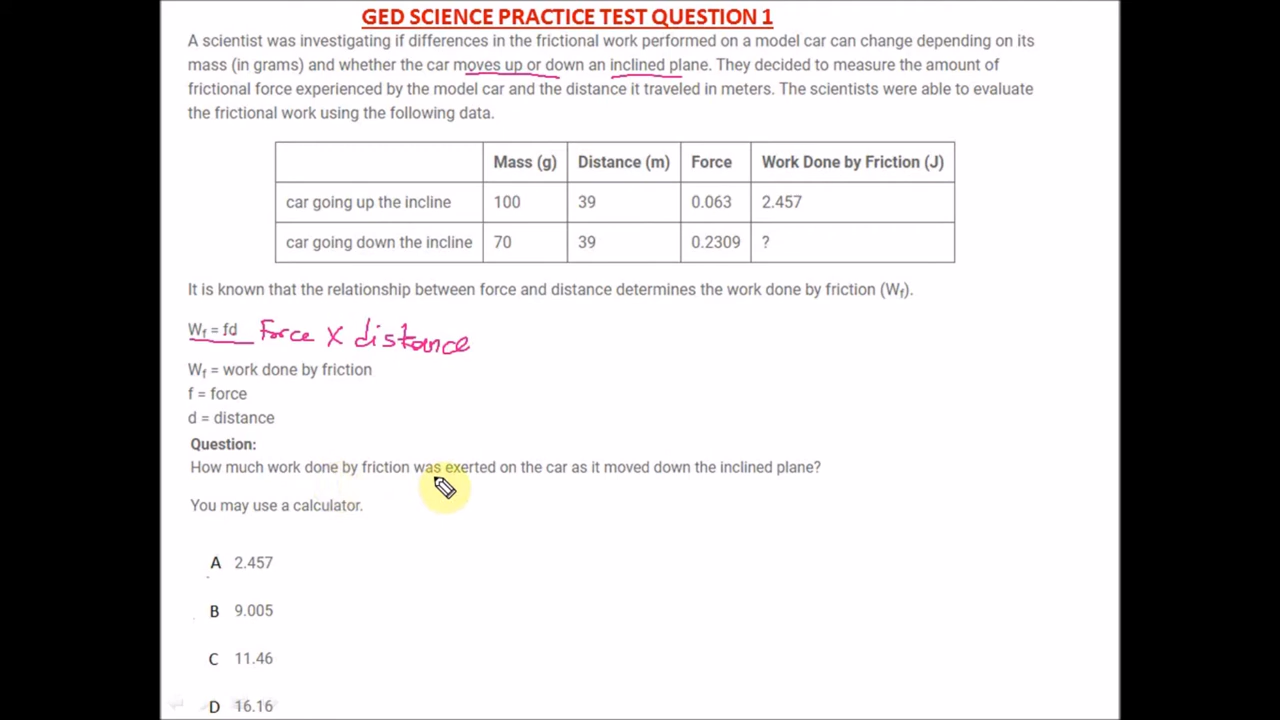 GED SCIENCE PRACTICE TEST QUESTION 1
A scientist was investigating if differences in the frictional work performed on a model car can change depending on its
mass (in grams) and whether the car moves up or down an inclined plane. They decided to measure the amount of
frictional force experienced by the model car and the distance it traveled in meters. The scientists were able to evaluate
the frictional work using the following data.
Mass (g) Distance (m) Force Work Done by Friction (J)
car going up the incline 100 39 0.063 2.457
car going down the incline 70 39 0.2309 ?
It is known that the relationship between force and distance determines the work done by friction (Wf).
Wf = fd Force X distance
Wf = work done by friction
f = force
d = distance
Question:
How much work done by friction was exerted on the car as it moved down the inclined plane?
You may use a calculator.
A 2.457
B 9.005
C 11.46
D 16.16